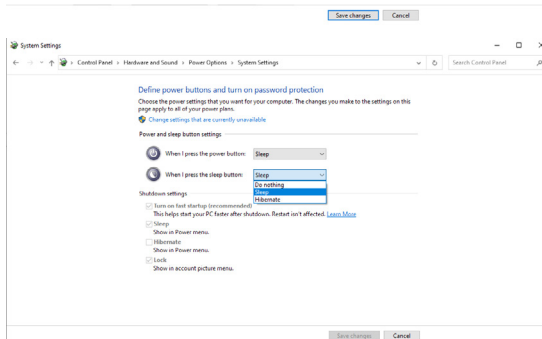 Save changes Cancel
System Settings
Control Panel > Hardware and Sound > Power Options > System Settings Search Control Panel
Define power buttons and turn on password protection
Choose the power settings that you want for your computer. The changes you make to the settings on this
page apply to all of your power plans.
Change settings that are currently unavailable
Power and sleep button settings
When I press the power button: Sleep
When I press the sleep button: Sleep
Do nothing
Sleep
Hibernate
Shutdown settings
Turn on fast startup (recommended)
This helps start your PC faster after shutdown. Restart isn't affected. Learn More
Sleep
Show in Power menu.
Hibernate
Show in Power menu.
Lock
Show in account picture menu.
Save changes Cancel